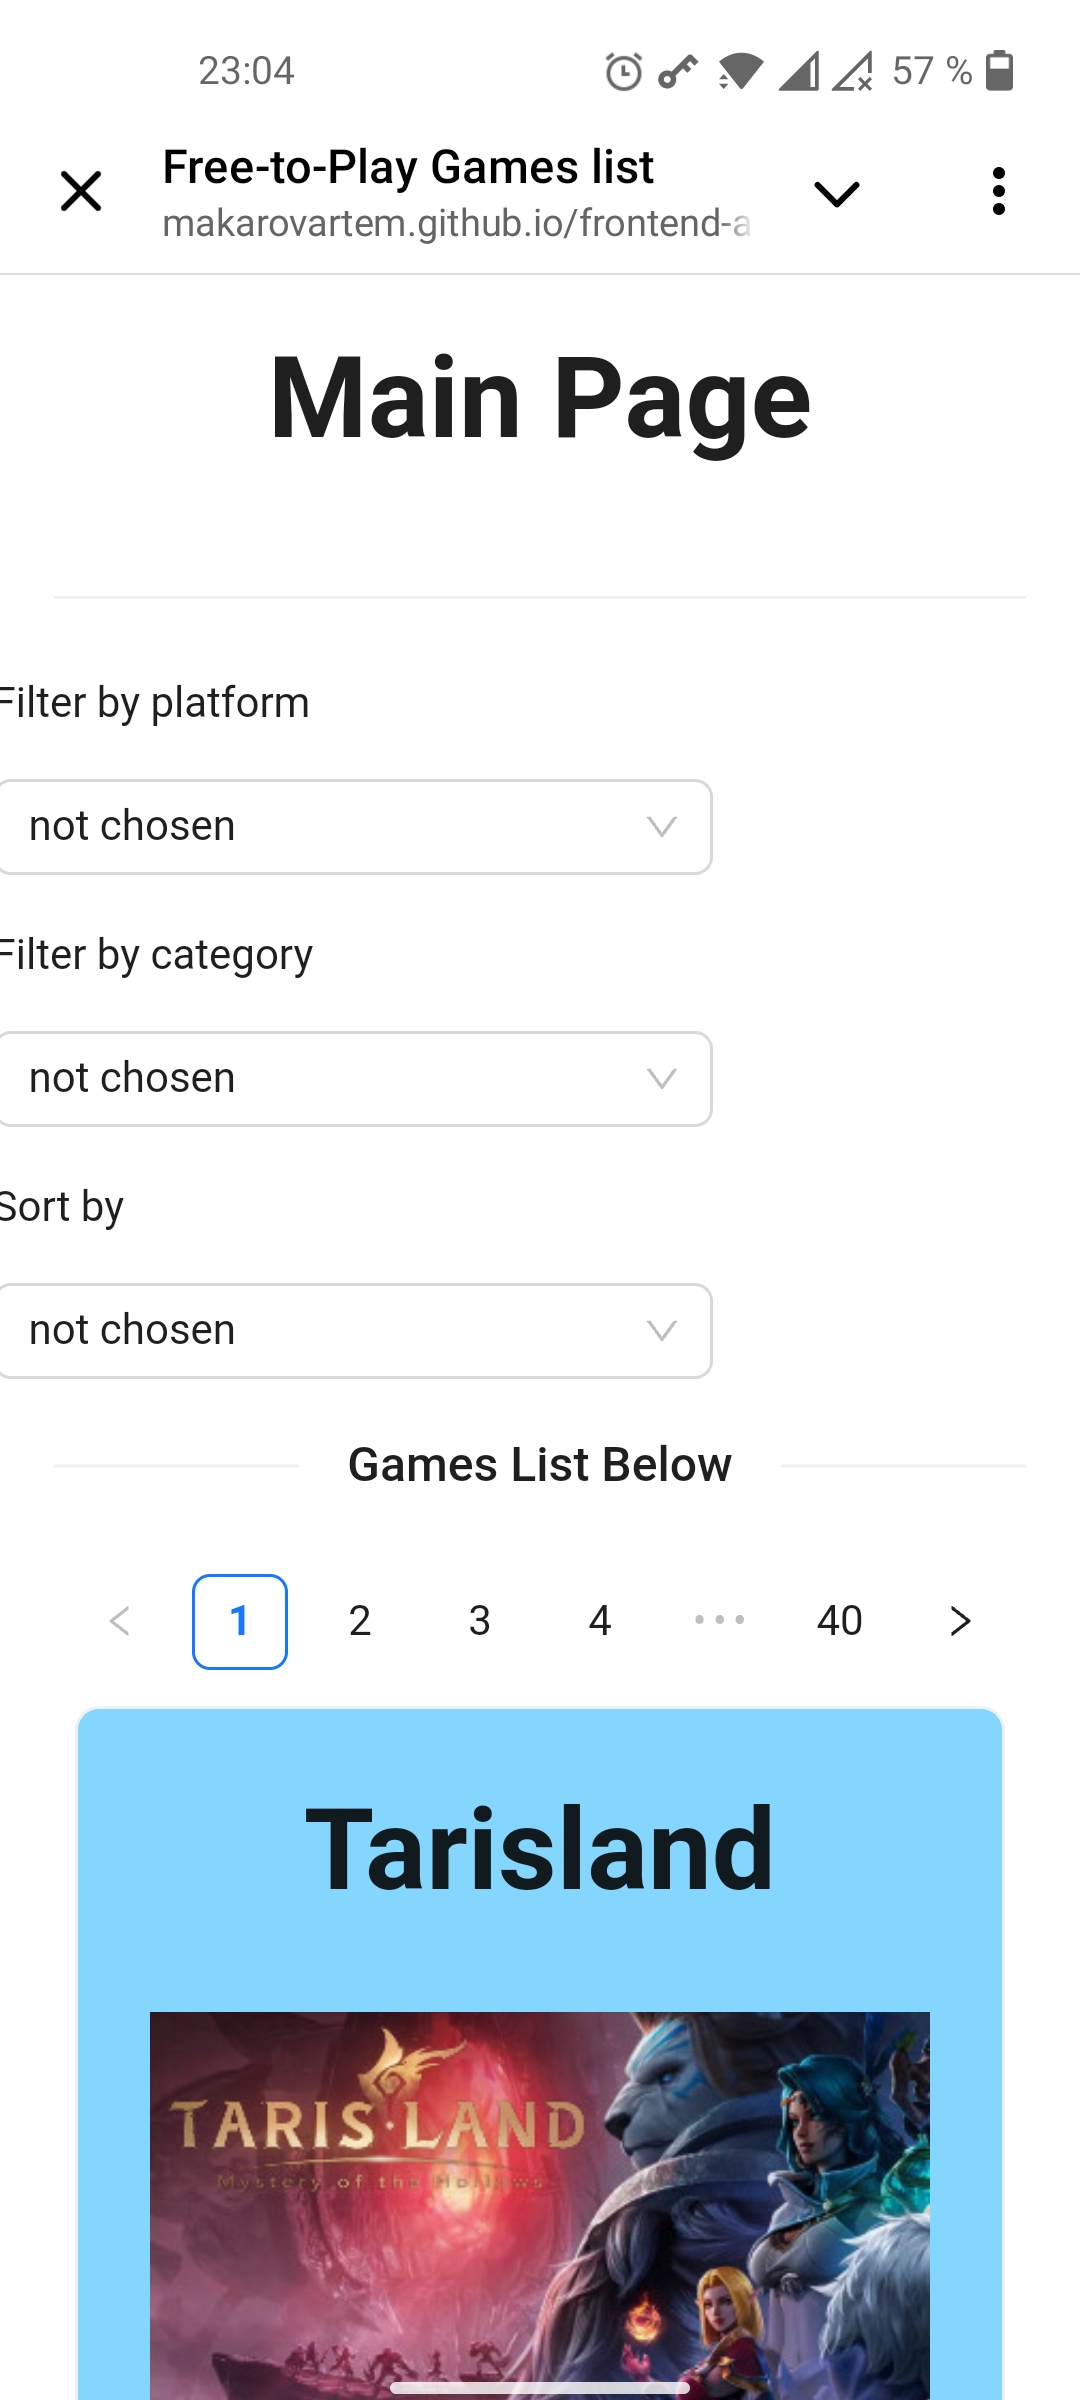 23:04
57 %
Free-to-Play Games list
makarovartem.github.io/frontend-a
Main Page
Filter by platform
not chosen
Filter by category
not chosen
Sort by
not chosen
Games List Below
1 2 3 4 ••• 40
Tarisland
TARIS·LAND
Mystery of the Hollows